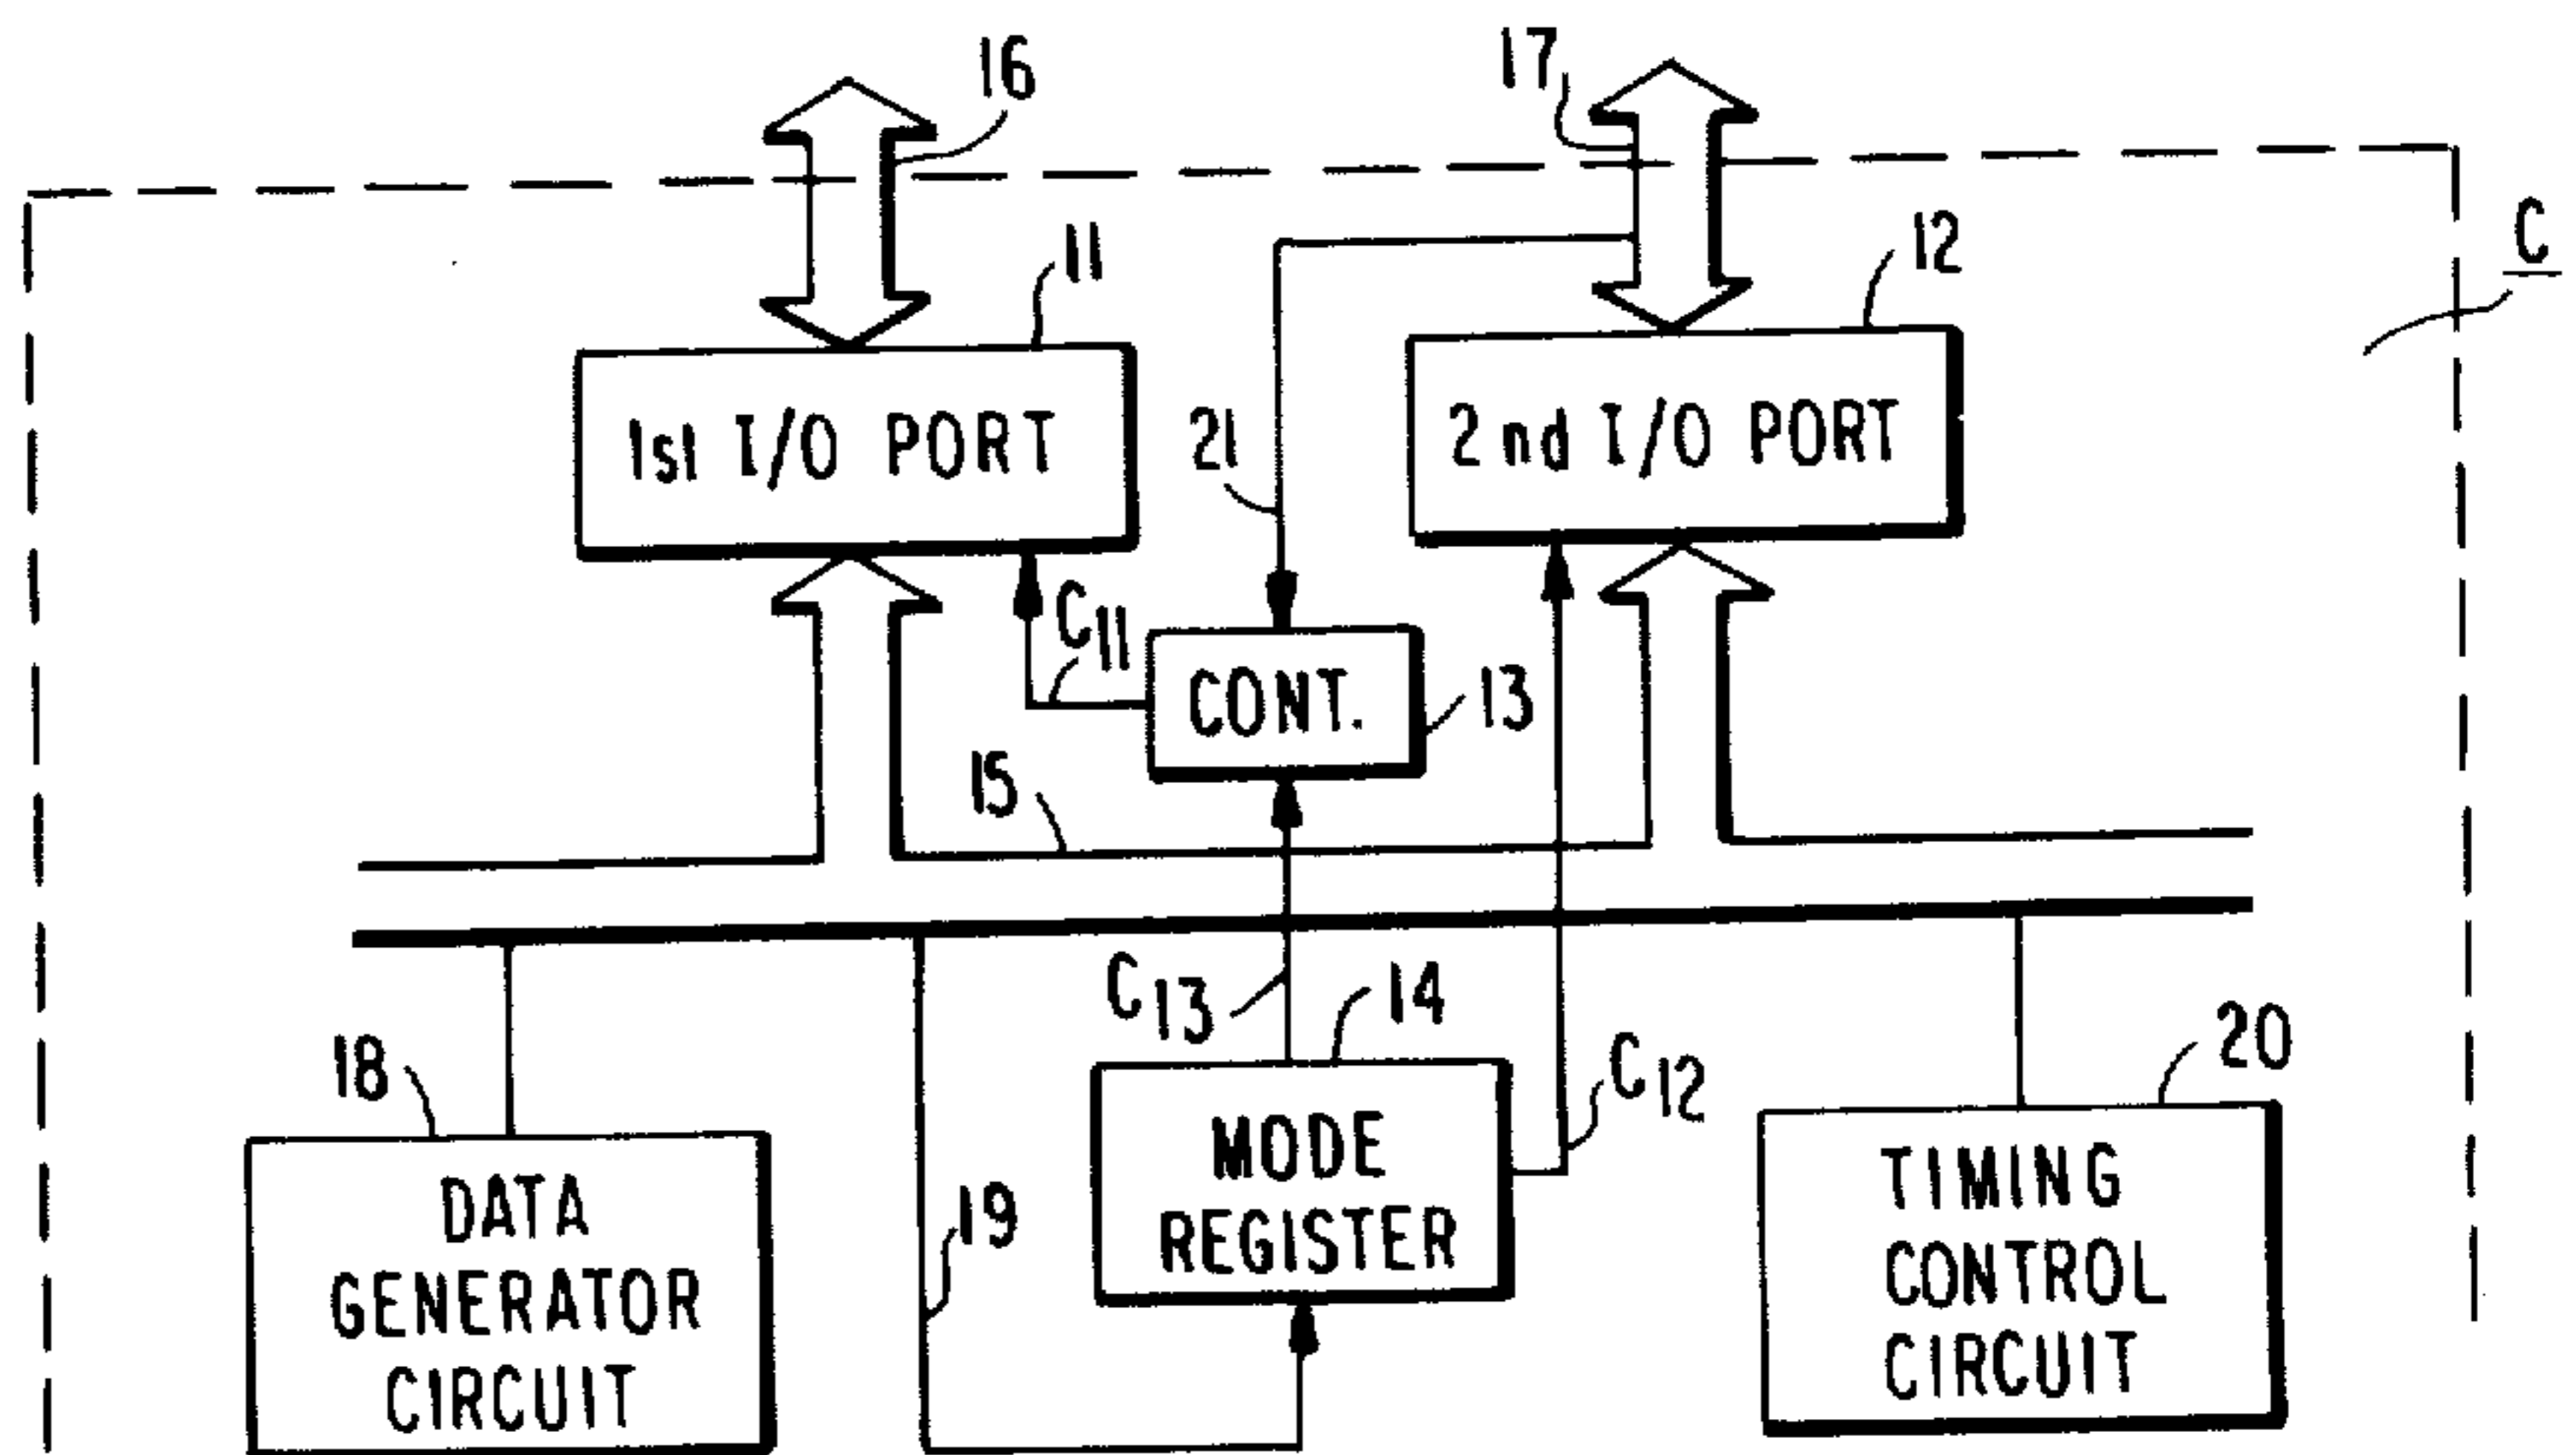 16
17
C
11
12
1st I/O PORT
2nd I/O PORT
21
C11
CONT.
13
15
C13
14
C12
20
18
MODE
REGISTER
19
DATA
GENERATOR
CIRCUIT
TIMING
CONTROL
CIRCUIT